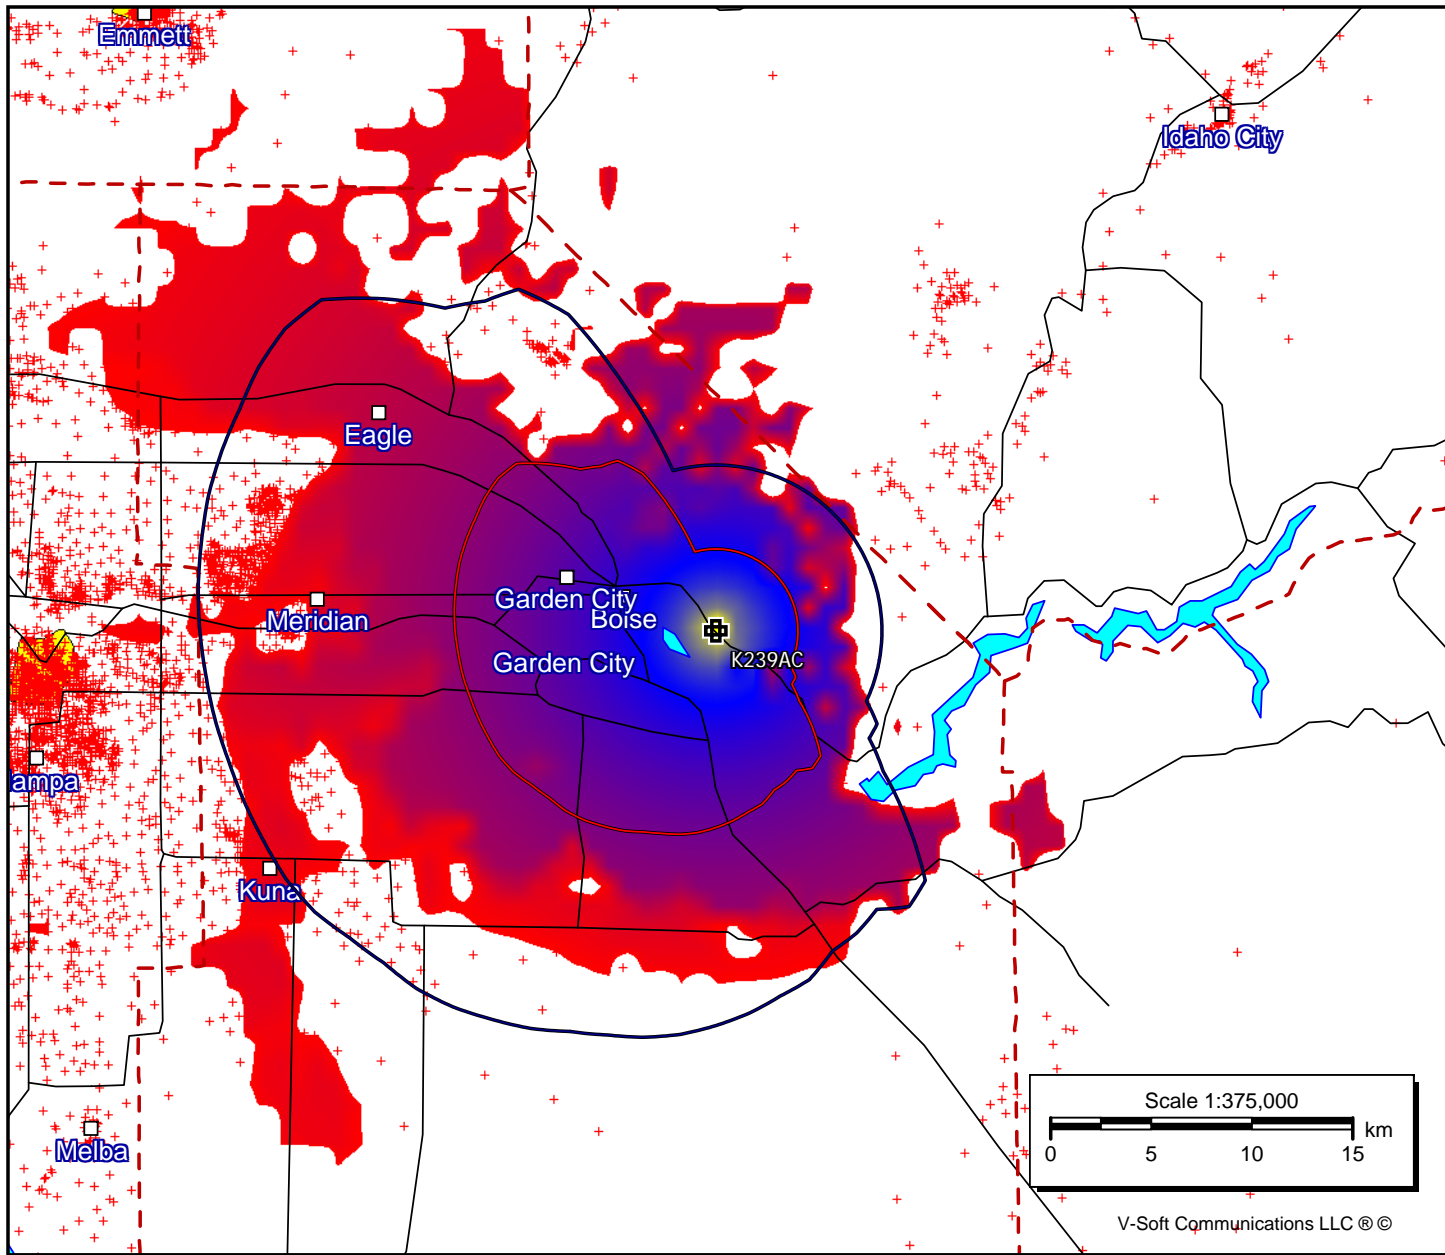 Emmett
Idaho City
Eagle
Garden City
Boise
Meridian
Garden City
K239AC
ampa
Kuna
Melba
Scale 1:375,000
km
0 5 10 15
V-Soft Communications LLC ® ©